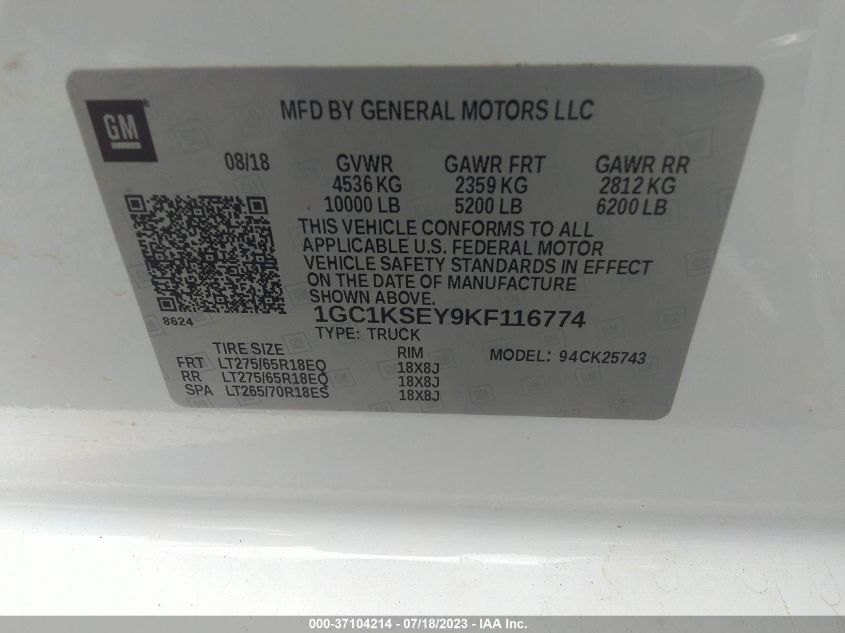 GM
MFD BY GENERAL MOTORS LLC
08/18 GVWR GAWR FRT GAWR RR
4536 KG 2359 KG 2812 KG
10000 LB 5200 LB 6200 LB
THIS VEHICLE CONFORMS TO ALL
APPLICABLE U.S. FEDERAL MOTOR
VEHICLE SAFETY STANDARDS IN EFFECT
ON THE DATE OF MANUFACTURE
SHOWN ABOVE.
8624
1GC1KSEY9KF116774
TYPE: TRUCK
MODEL: 94CK25743
TIRE SIZE RIM
FRT LT275/65R18EQ 18X8J
RR LT275/65R18EQ 18X8J
SPA LT265/70R18ES 18X8J
000-37104214 - 07/18/2023 - IAA Inc.